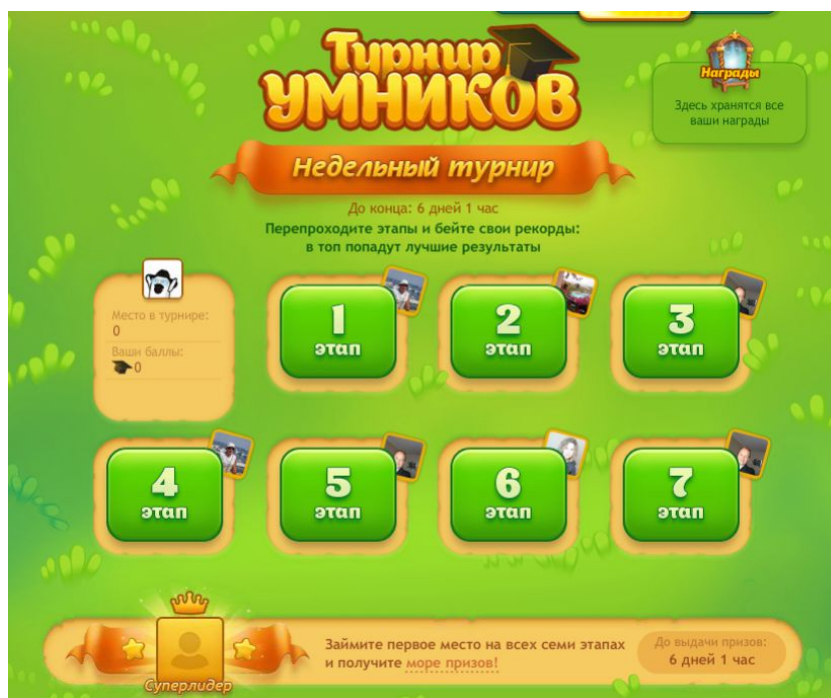 Турнир
УМНИКОВ
Награды
Здесь хранятся все
ваши награды
Недельный турнир
До конца: 6 дней 1 час
Перепроходите этапы и бейте свои рекорды:
в топ попадут лучшие результаты
Место в турнире:
0
Ваши баллы:
0
1
этап
2
этап
3
этап
4
этап
5
этап
6
этап
7
этап
Суперлидер
Займите первое место на всех семи этапах
и получите море призов!
До выдачи призов:
6 дней 1 час